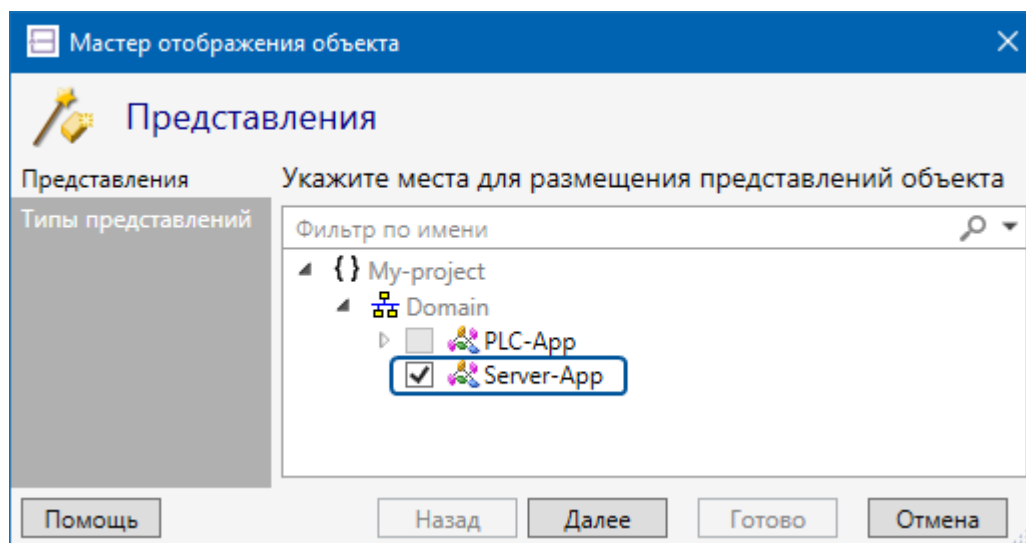 Мастер отображения объекта
Представления
Представления
Укажите места для размещения представлений объекта
Типы представлений
Фильтр по имени
{} My-project
Domain
PLC-App
Server-App
Помощь
Назад
Далее
Готово
Отмена